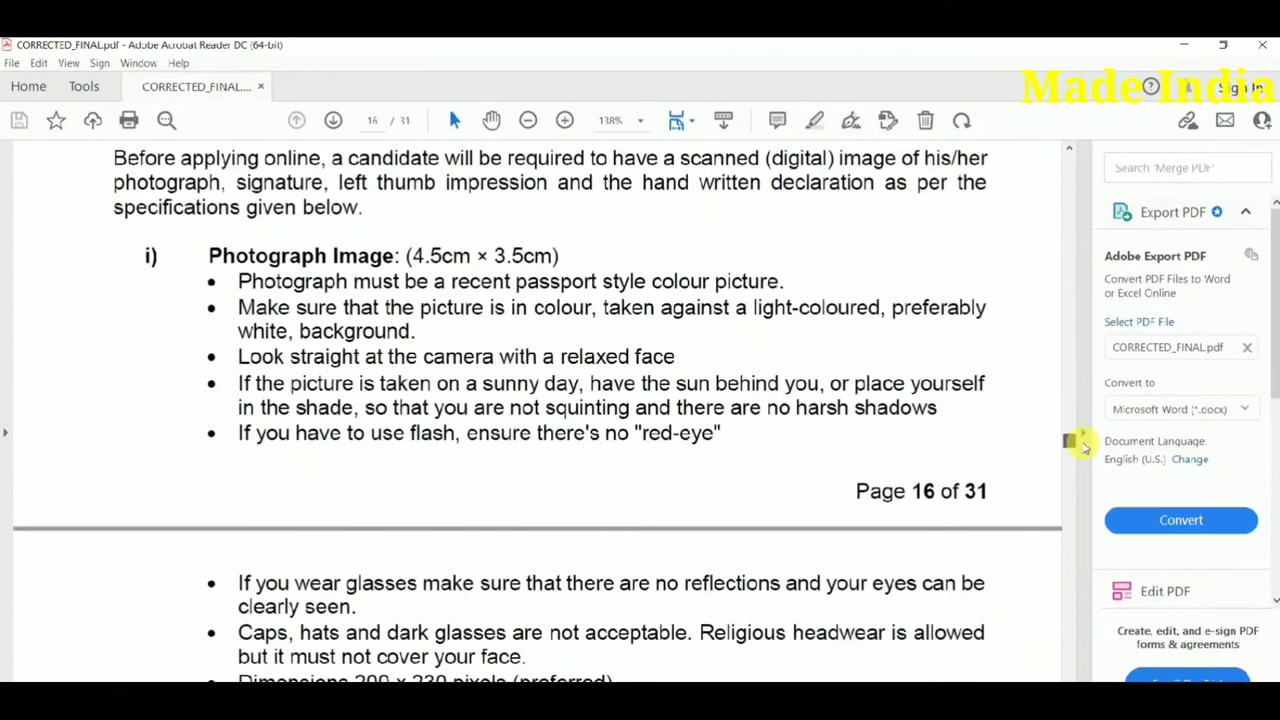 CORRECTED_FINAL.pdf - Adobe Acrobat Reader DC (64-bit)
File Edit View Sign Window Help
Made India
Home Tools CORRECTED_FINAL.... × Sign In
16 / 31 138%
Before applying online, a candidate will be required to have a scanned (digital) image of his/her
photograph, signature, left thumb impression and the hand written declaration as per the
specifications given below.
i) Photograph Image: (4.5cm × 3.5cm)
• Photograph must be a recent passport style colour picture.
• Make sure that the picture is in colour, taken against a light-coloured, preferably
white, background.
• Look straight at the camera with a relaxed face
• If the picture is taken on a sunny day, have the sun behind you, or place yourself
in the shade, so that you are not squinting and there are no harsh shadows
• If you have to use flash, ensure there's no "red-eye"
Page 16 of 31
• If you wear glasses make sure that there are no reflections and your eyes can be
clearly seen.
• Caps, hats and dark glasses are not acceptable. Religious headwear is allowed
but it must not cover your face.
• Dimensions 200 x 230 pixels (preferred)
Search 'Merge PDF'
Export PDF
Adobe Export PDF
Convert PDF Files to Word
or Excel Online
Select PDF File
CORRECTED_FINAL.pdf
Convert to
Microsoft Word (*.docx)
Document Language:
English (U.S.) Change
Convert
Edit PDF
Create, edit, and e-sign PDF
forms & agreements